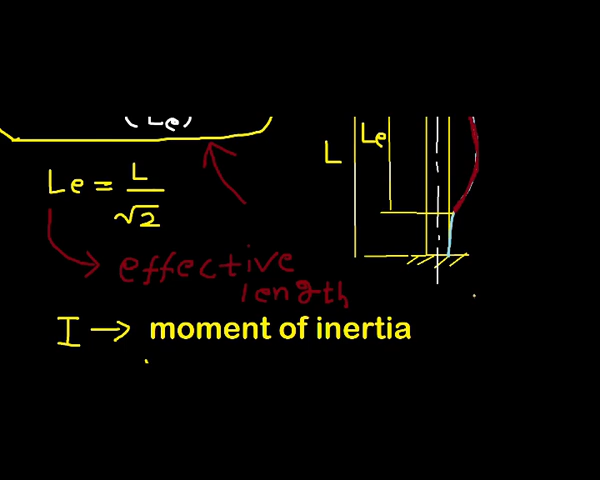 (Le)
Le = L/√2
L
Le
effective
length
I → moment of inertia